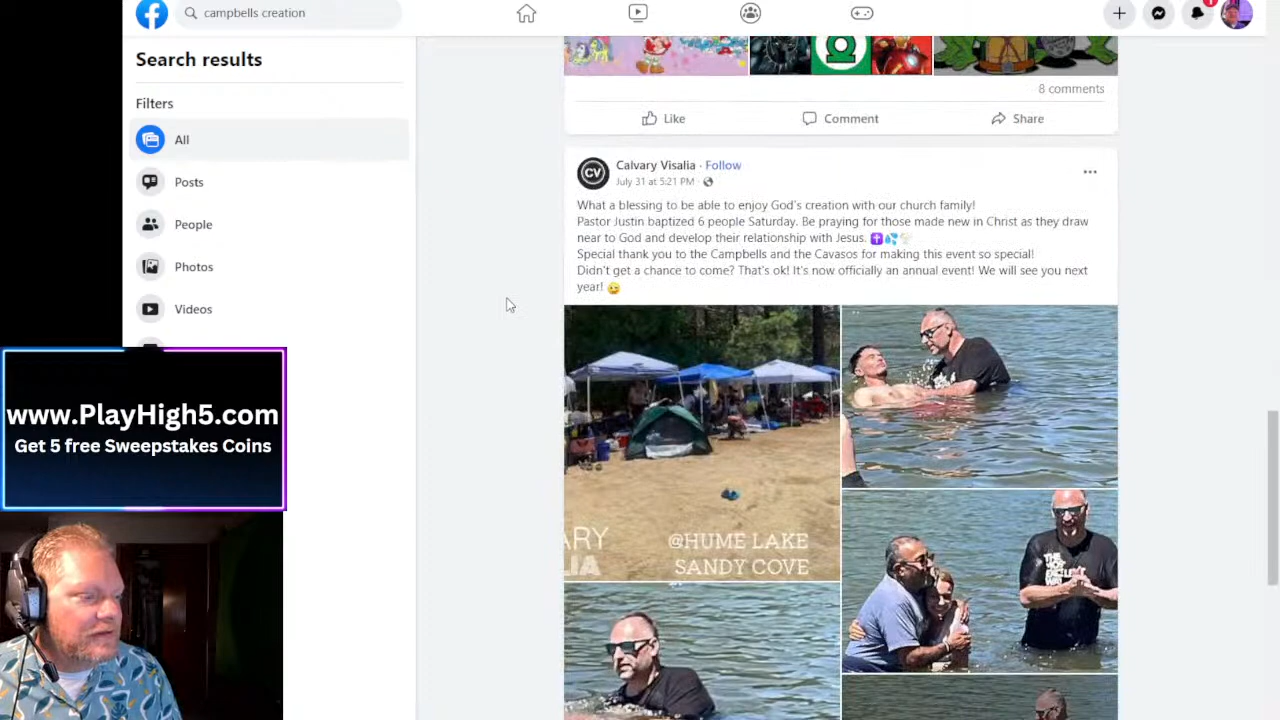 campbells creation
1
Search results
Filters
All
Posts
People
Photos
Videos
8 comments
Like
Comment
Share
CV
Calvary Visalia · Follow
July 31 at 5:21 PM ·
What a blessing to be able to enjoy God's creation with our church family!
Pastor Justin baptized 6 people Saturday. Be praying for those made new in Christ as they draw
near to God and develop their relationship with Jesus. ✝️💦🕊️
Special thank you to the Campbells and the Cavasos for making this event so special!
Didn't get a chance to come? That's ok! It's now officially an annual event! We will see you next
year! 😉
ARY
IA
@HUME LAKE
SANDY COVE
www.PlayHigh5.com
Get 5 free Sweepstakes Coins